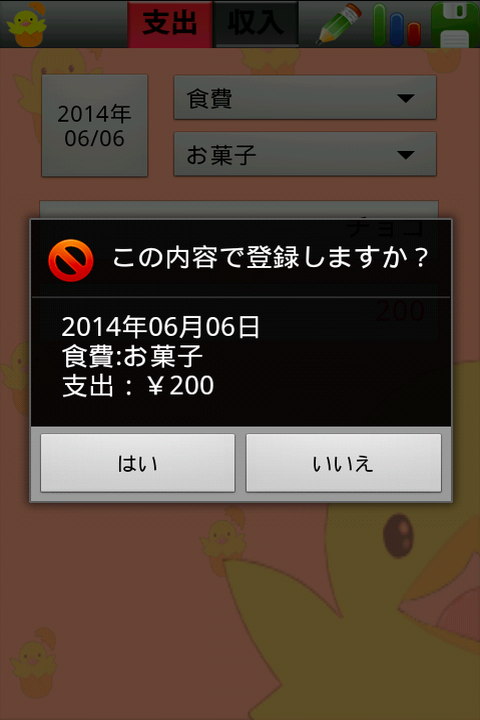 支出 収入
2014年
06/06
食費
お菓子
チョコ
この内容で登録しますか？
200
2014年06月06日
食費:お菓子
支出：￥200
はい いいえ